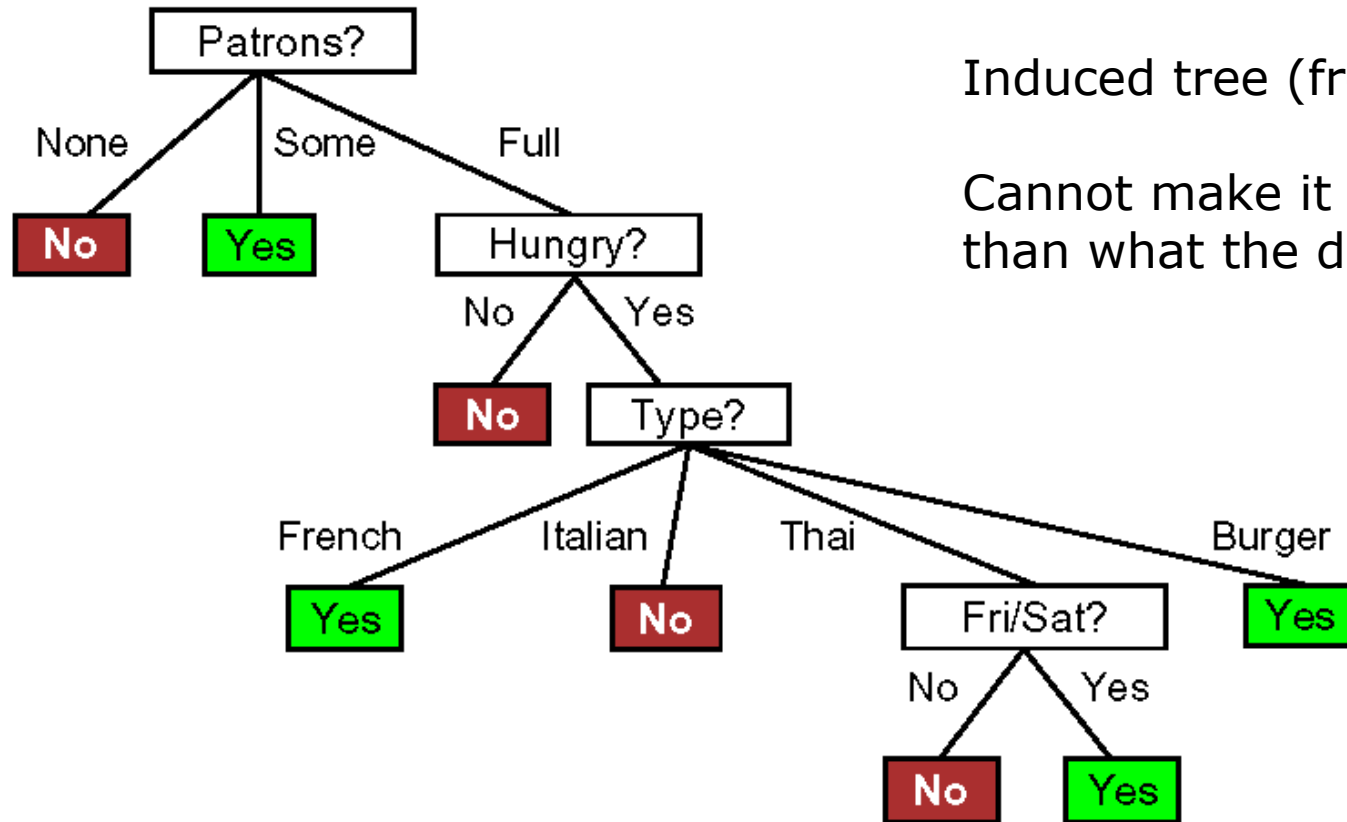 Patrons?
Induced tree (fr
None Some Full
Cannot make it
No Yes Hungry?
than what the d
No Yes
No Type?
French Italian Thai Burger
Yes No Fri/Sat? Yes
No Yes
No Yes